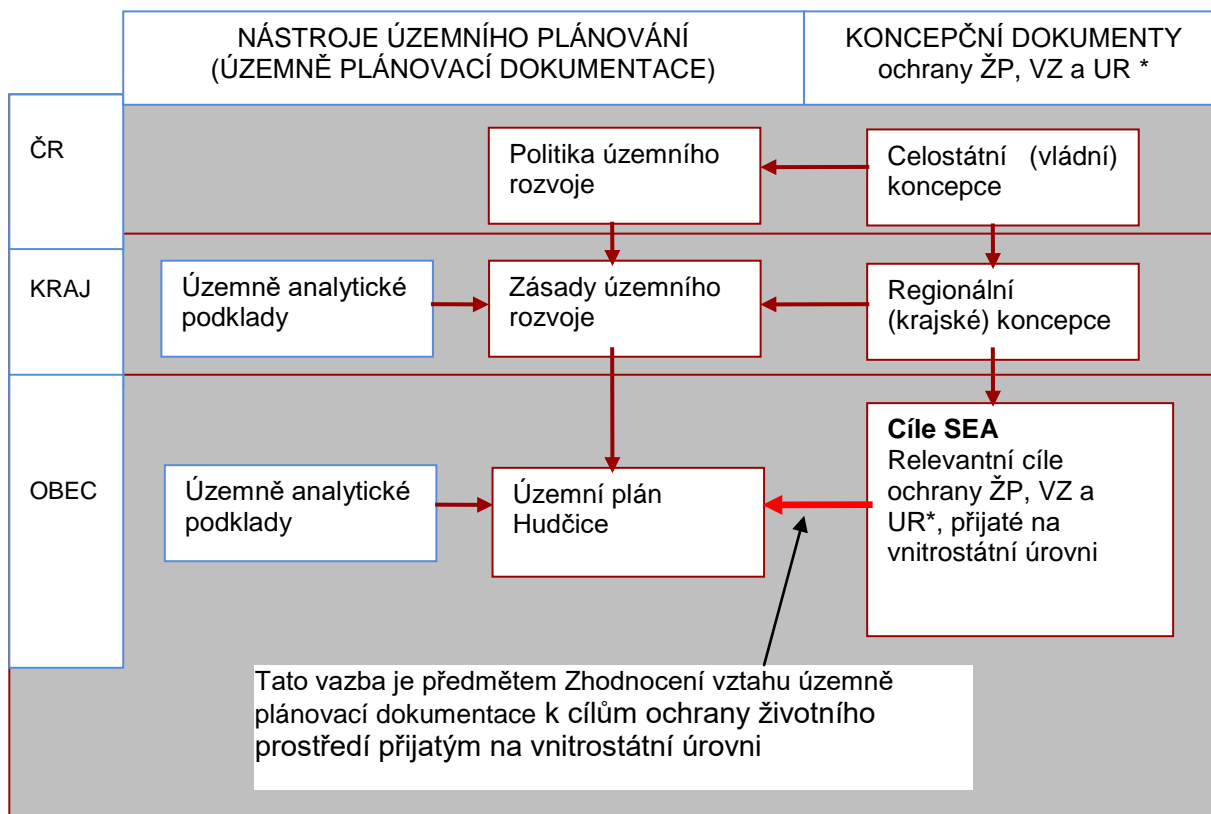 NÁSTROJE ÚZEMNÍHO PLÁNOVÁNÍ
(ÚZEMNĚ PLÁNOVACÍ DOKUMENTACE)
KONCEPČNÍ DOKUMENTY
ochrany ŽP, VZ a UR *
ČR
Politika územního
rozvoje
Celostátní (vládní)
koncepce
KRAJ
Územně analytické
podklady
Zásady územního
rozvoje
Regionální
(krajské) koncepce
OBEC
Územně analytické
podklady
Územní plán
Hudčice
Cíle SEA
Relevantní cíle
ochrany ŽP, VZ a
UR*, přijaté na
vnitrostátní úrovni
Tato vazba je předmětem Zhodnocení vztahu územně
plánovací dokumentace k cílům ochrany životního
prostředí přijatým na vnitrostátní úrovni